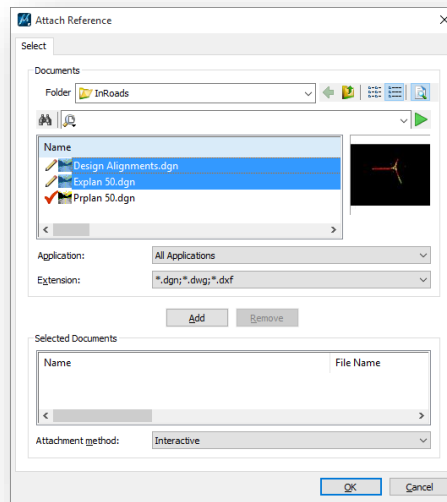 Attach Reference
Select
Documents
Folder InRoads
Name
Design Alignments.dgn
Explan 50.dgn
Prplan 50.dgn
Application: All Applications
Extension: *.dgn;*.dwg;*.dxf
Add Remove
Selected Documents
Name File Name
Attachment method: Interactive
OK Cancel